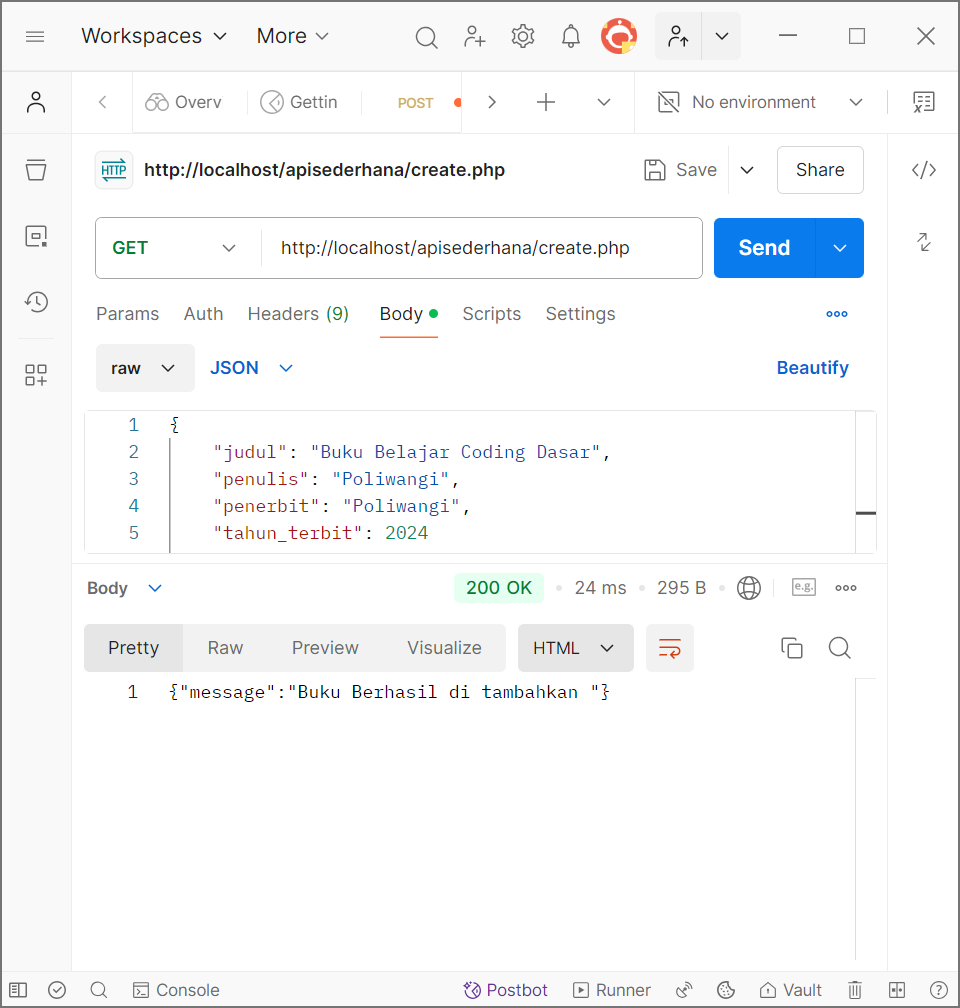 Workspaces More
Overv Gettin POST No environment
HTTP http://localhost/apisederhana/create.php Save Share
GET http://localhost/apisederhana/create.php Send
Params Auth Headers (9) Body Scripts Settings
raw JSON Beautify
1 {
2 "judul": "Buku Belajar Coding Dasar",
3 "penulis": "Poliwangi",
4 "penerbit": "Poliwangi",
5 "tahun_terbit": 2024
Body 200 OK 24 ms 295 B e.g.
Pretty Raw Preview Visualize HTML
1 {"message":"Buku Berhasil di tambahkan "}
Console Postbot Runner Vault